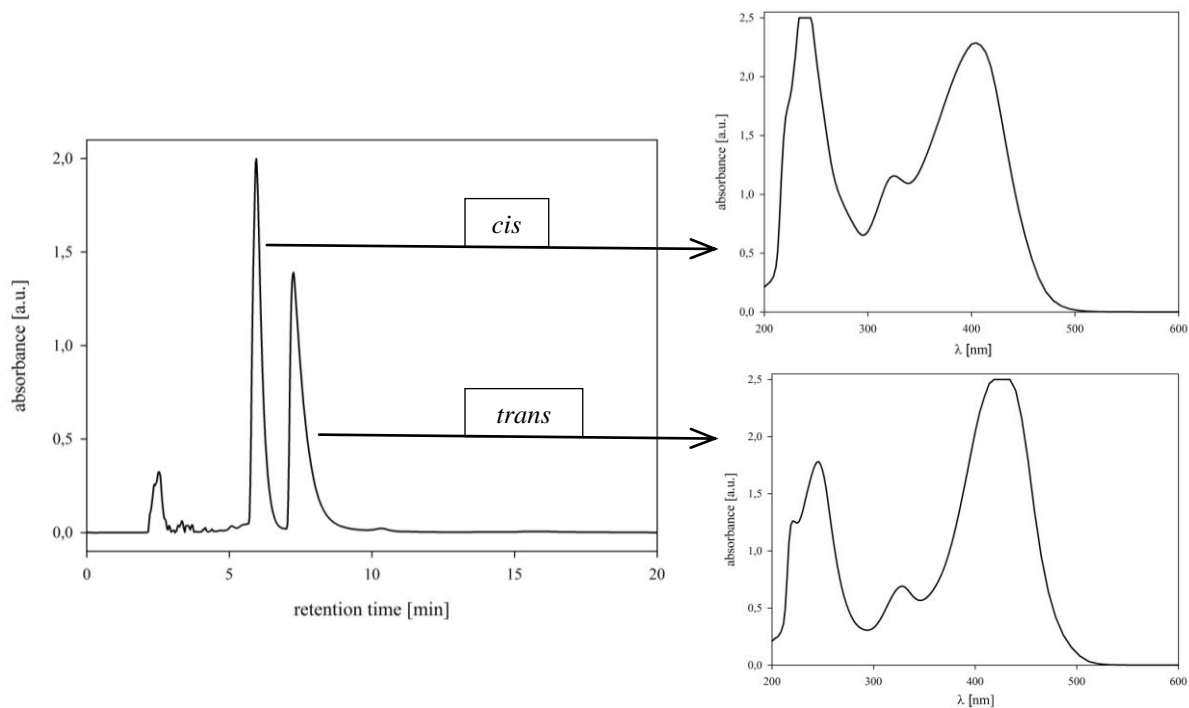 absorbance [a.u.]
2,0
1,5
1,0
0,5
0,0
0 5 10 15 20
retention time [min]
cis
trans
absorbance [a.u.]
2,5
2,0
1,5
1,0
0,5
0,0
200 300 400 500 600
λ [nm]
absorbance [a.u.]
2,5
2,0
1,5
1,0
0,5
0,0
200 300 400 500 600
λ [nm]